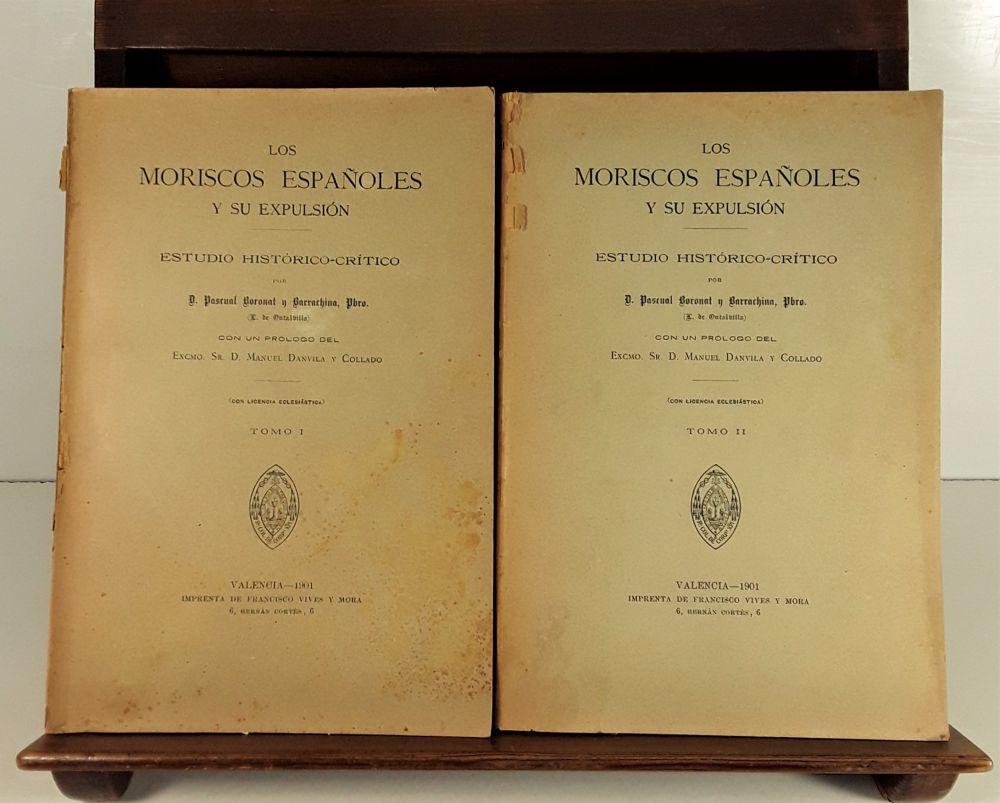 LOS
MORISCOS ESPAÑOLES
Y SU EXPULSIÓN
ESTUDIO HISTÓRICO-CRÍTICO
POR
D. Pascual Boronat y Barrachina, Pbro.
(L. de Ontalvilla)
CON UN PRÓLOGO DEL
EXCMO. SR. D. MANUEL DANVILA Y COLLADO
(CON LICENCIA ECLESIÁSTICA)
TOMO I
VALENCIA—1901
IMPRENTA DE FRANCISCO VIVES Y MORA
6, HERNÁN CORTÉS, 6
LOS
MORISCOS ESPAÑOLES
Y SU EXPULSIÓN
ESTUDIO HISTÓRICO-CRÍTICO
POR
D. Pascual Boronat y Barrachina, Pbro.
(L. de Ontalvilla)
CON UN PRÓLOGO DEL
EXCMO. SR. D. MANUEL DANVILA Y COLLADO
(CON LICENCIA ECLESIÁSTICA)
TOMO II
VALENCIA—1901
IMPRENTA DE FRANCISCO VIVES Y MORA
6, HERNÁN CORTÉS, 6